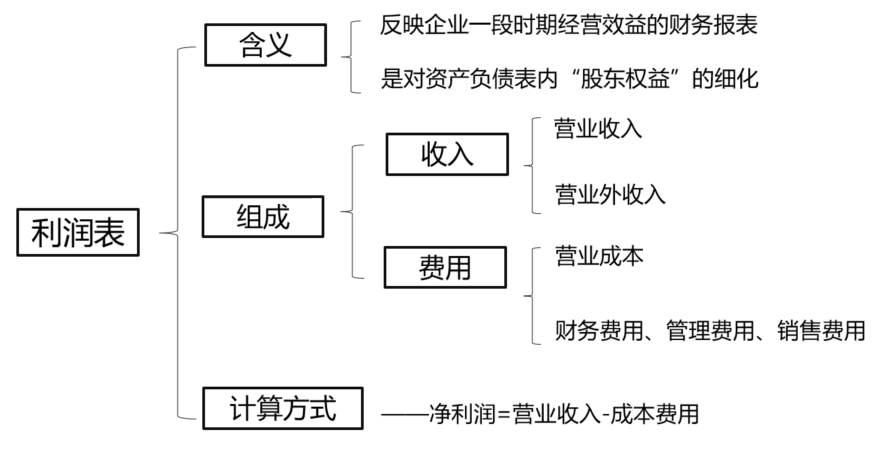 利润表
含义
反映企业一段时期经营效益的财务报表
是对资产负债表内“股东权益”的细化
组成
收入
营业收入
营业外收入
费用
营业成本
财务费用、管理费用、销售费用
计算方式
——净利润=营业收入-成本费用